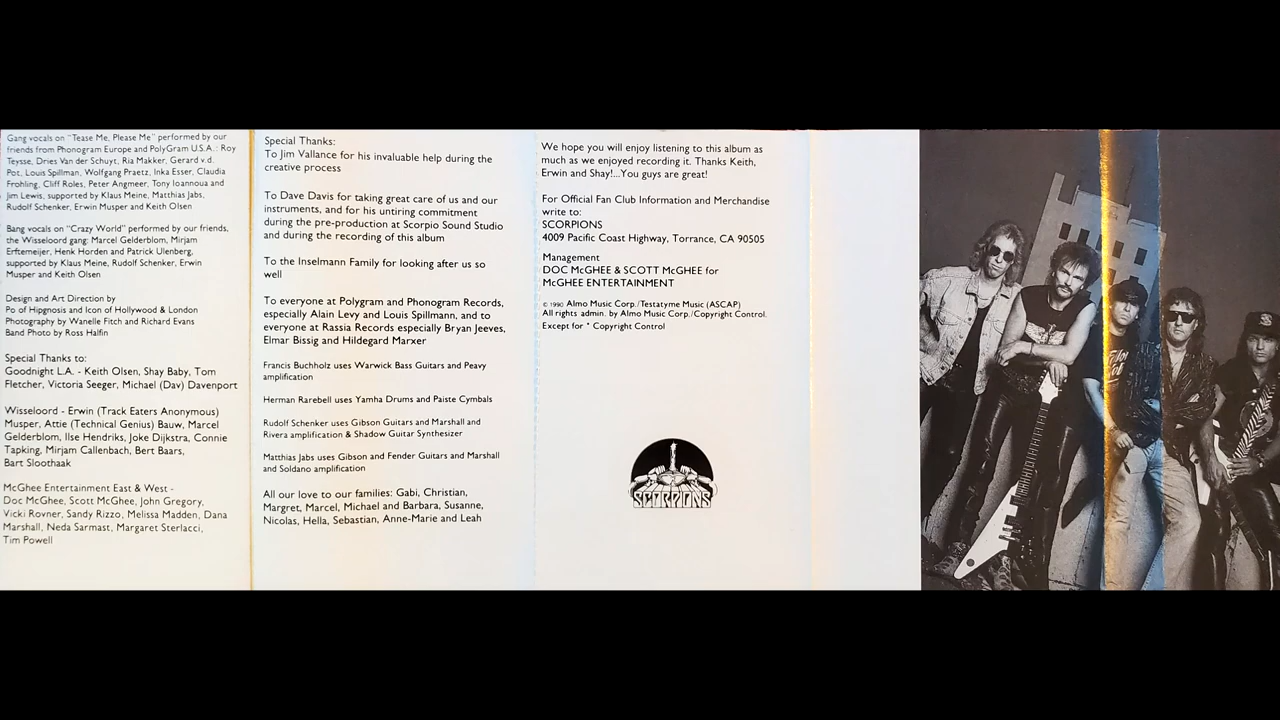 Gang vocals on "Tease Me, Please Me" performed by our
friends from Phonogram Europe and PolyGram U.S.A.: Roy
Teysse, Dries Van der Schuyt, Ria Makker, Gerard v.d.
Pot, Louis Spillman, Wolfgang Praetz, Inka Esser, Claudia
Frohling, Cliff Roles, Peter Angmeer, Tony Ioannoua and
Jim Lewis, supported by Klaus Meine, Matthias Jabs,
Rudolf Schenker, Erwin Musper and Keith Olsen
Bang vocals on "Crazy World" performed by our friends,
the Wisseloord gang: Marcel Gelderblom, Mirjam
Erftemeijer, Henk Horden and Patrick Ulenberg,
supported by Klaus Meine, Rudolf Schenker, Erwin
Musper and Keith Olsen
Design and Art Direction by
Po of Hipgnosis and Icon of Hollywood & London
Photography by Wanelle Fitch and Richard Evans
Band Photo by Ross Halfin
Special Thanks to:
Goodnight L.A. - Keith Olsen, Shay Baby, Tom
Fletcher, Victoria Seeger, Michael (Dav) Davenport
Wisseloord - Erwin (Track Eaters Anonymous)
Musper, Attie (Technical Genius) Bauw, Marcel
Gelderblom, Ilse Hendriks, Joke Dijkstra, Connie
Tapking, Mirjam Callenbach, Bert Baars,
Bart Sloothaak
McGhee Entertainment East & West -
Doc McGhee, Scott McGhee, John Gregory,
Vicki Rovner, Sandy Rizzo, Melissa Madden, Dana
Marshall, Neda Sarmast, Margaret Sterlacci,
Tim Powell
Special Thanks:
To Jim Vallance for his invaluable help during the
creative process
To Dave Davis for taking great care of us and our
instruments, and for his untiring commitment
during the pre-production at Scorpio Sound Studio
and during the recording of this album
To the Inselmann Family for looking after us so
well
To everyone at Polygram and Phonogram Records,
especially Alain Levy and Louis Spillmann, and to
everyone at Rassia Records especially Bryan Jeeves,
Elmar Bissig and Hildegard Marxer
Francis Buchholz uses Warwick Bass Guitars and Peavy
amplification
Herman Rarebell uses Yamha Drums and Paiste Cymbals
Rudolf Schenker uses Gibson Guitars and Marshall and
Rivera amplification & Shadow Guitar Synthesizer
Matthias Jabs uses Gibson and Fender Guitars and Marshall
and Soldano amplification
All our love to our families: Gabi, Christian,
Margret, Marcel, Michael and Barbara, Susanne,
Nicolas, Hella, Sebastian, Anne-Marie and Leah
We hope you will enjoy listening to this album as
much as we enjoyed recording it. Thanks Keith,
Erwin and Shay!...You guys are great!
For Official Fan Club Information and Merchandise
write to:
SCORPIONS
4009 Pacific Coast Highway, Torrance, CA 90505
Management
DOC McGHEE & SCOTT McGHEE for
McGHEE ENTERTAINMENT
© 1990 Almo Music Corp./Testatyme Music (ASCAP)
All rights admin. by Almo Music Corp./Copyright Control.
Except for * Copyright Control
SCORPIONS